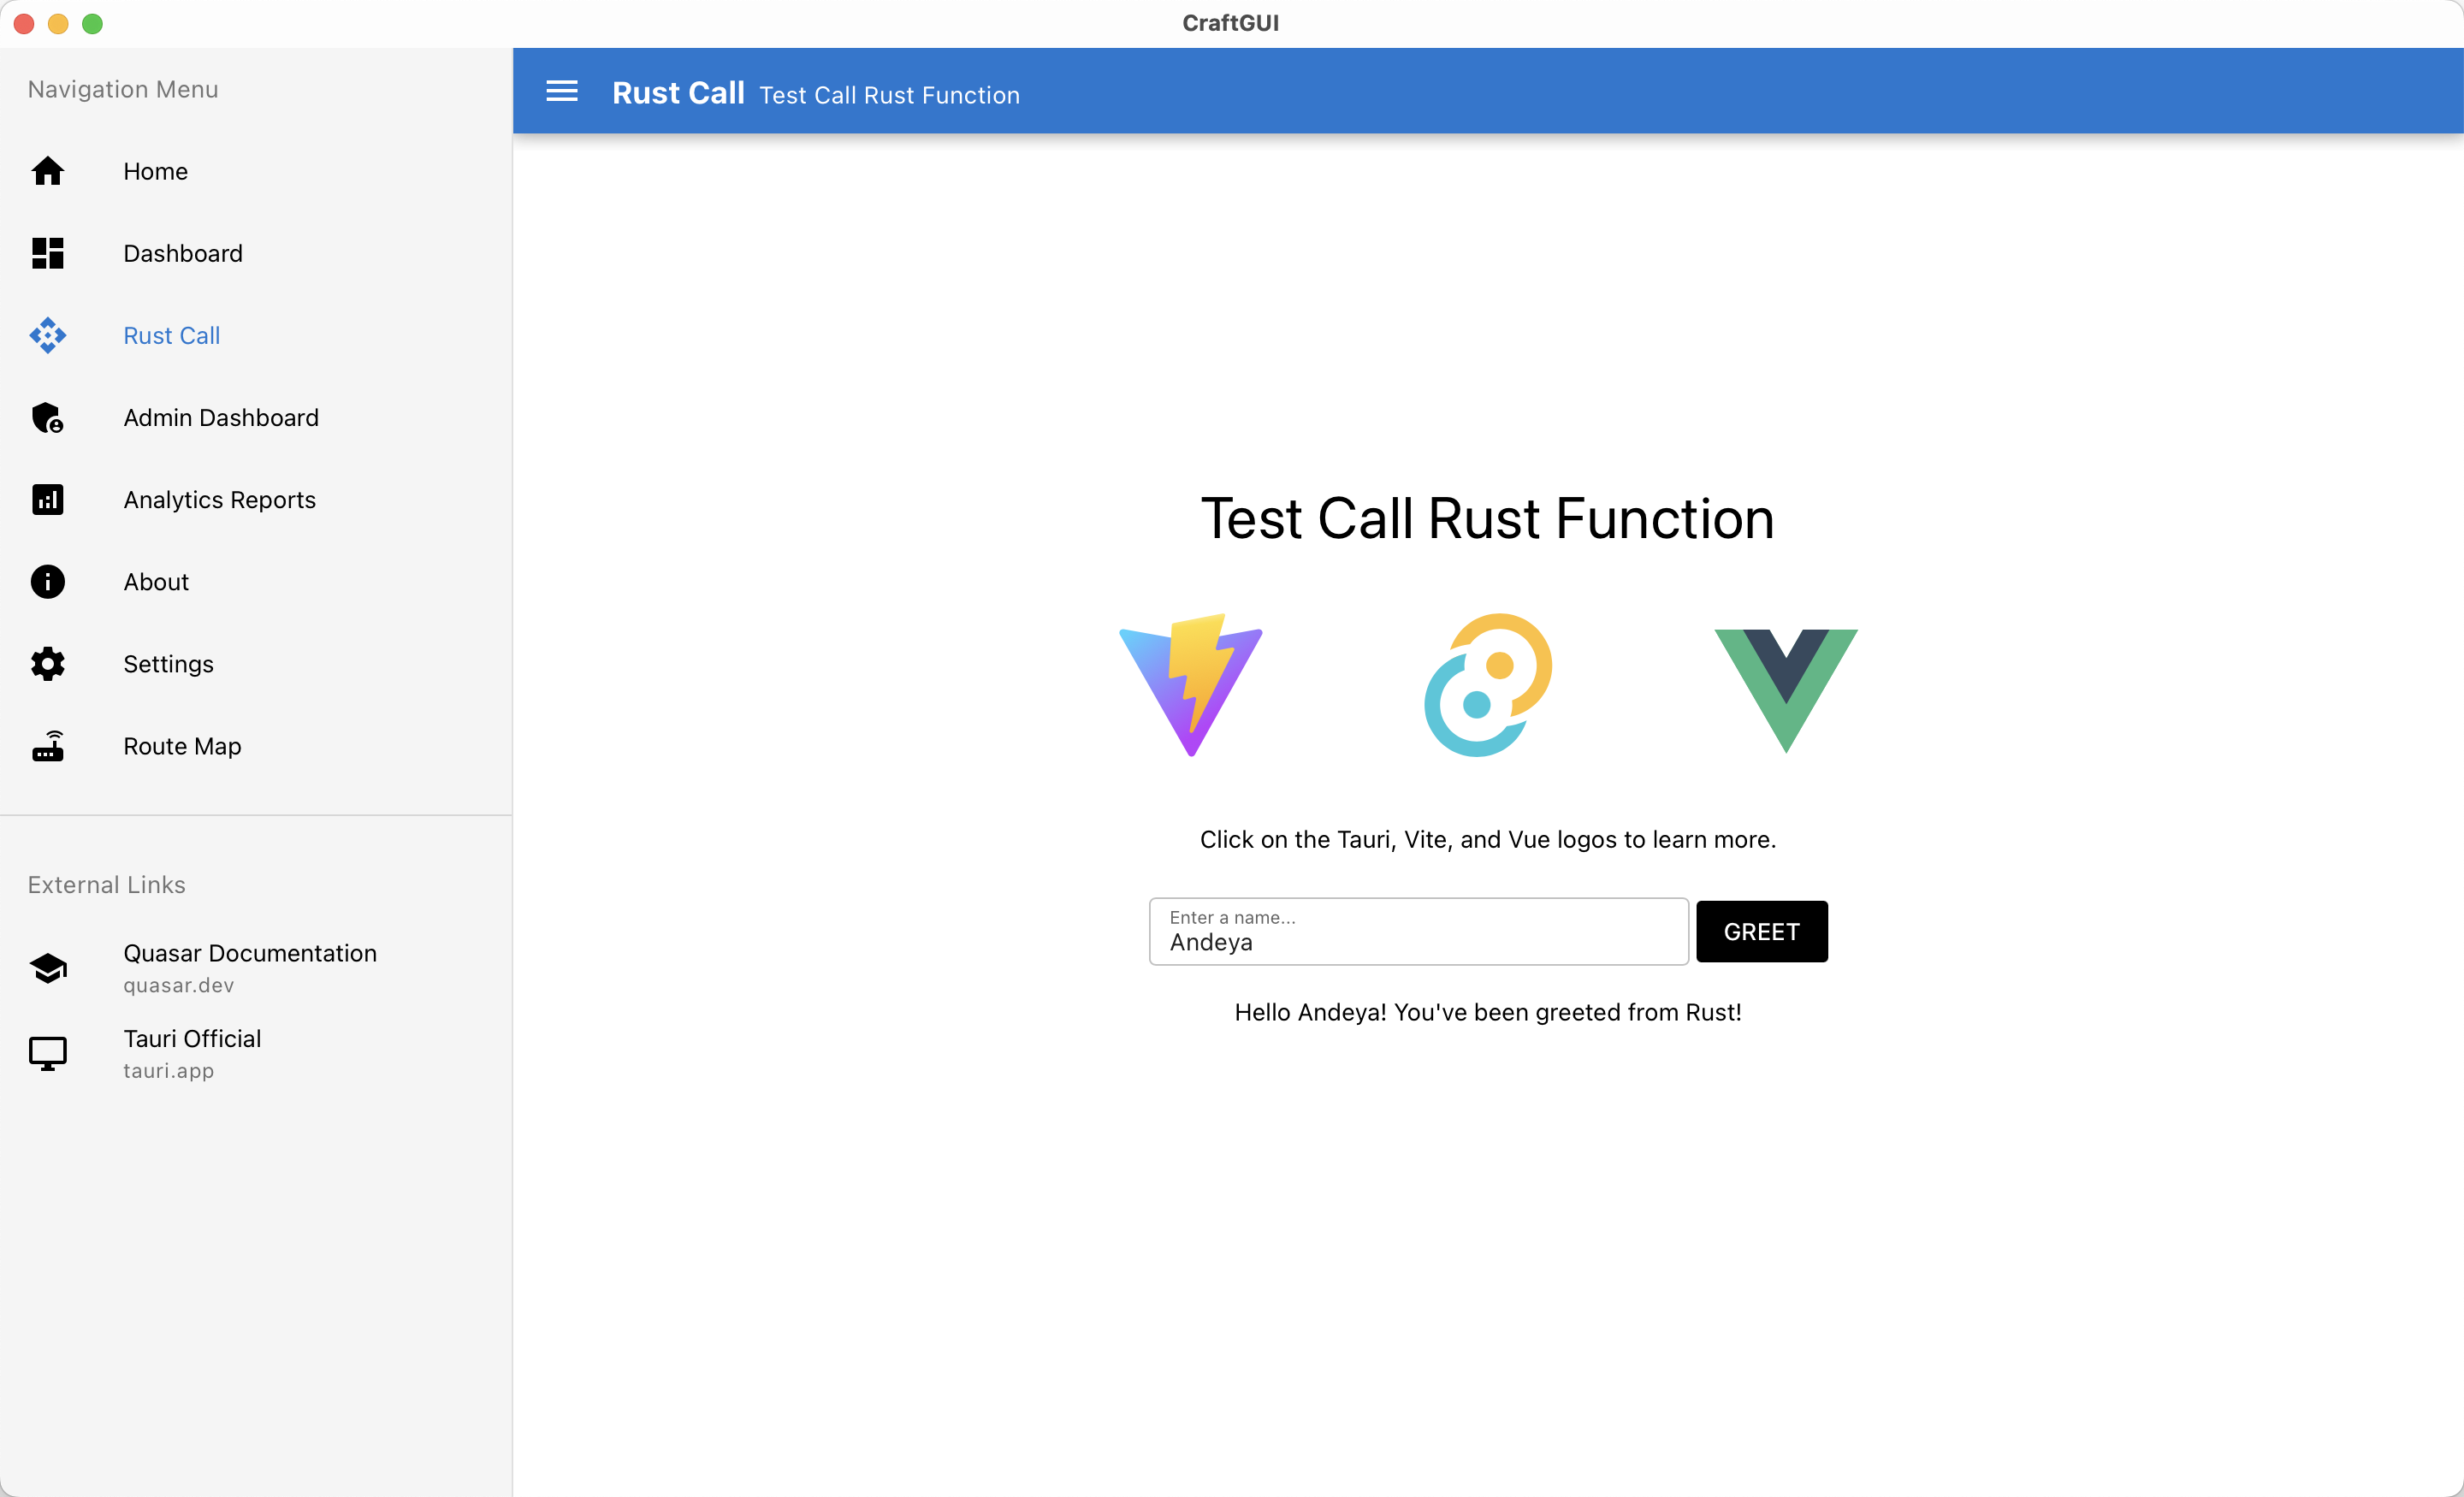 CraftGUI
Navigation Menu
Home
Dashboard
Rust Call
Admin Dashboard
Analytics Reports
About
Settings
Route Map
External Links
Quasar Documentation
quasar.dev
Tauri Official
tauri.app
Rust Call Test Call Rust Function
Test Call Rust Function
Click on the Tauri, Vite, and Vue logos to learn more.
Enter a name...
Andeya
GREET
Hello Andeya! You've been greeted from Rust!